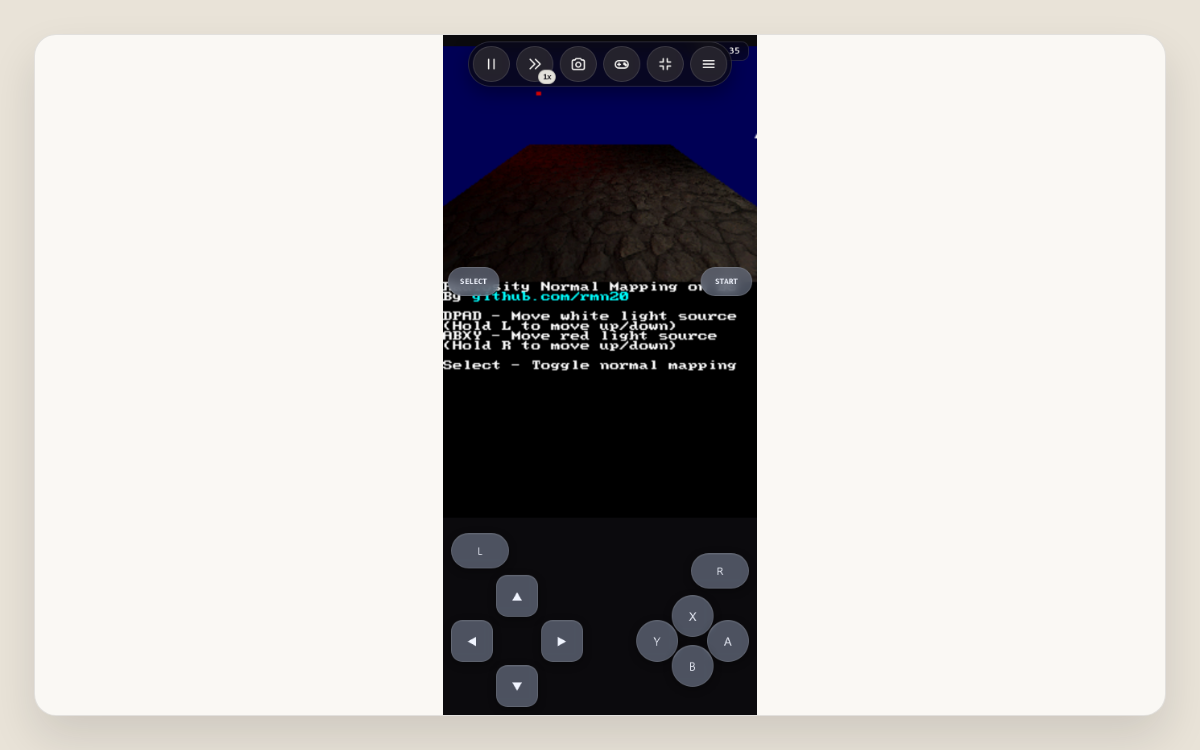 35
1x
SELECT
START
sity Normal Mapping on
By github.com/rmn20
DPAD - Move white light source
(Hold L to move up/down)
ABXY - Move red light source
(Hold R to move up/down)
Select - Toggle normal mapping
L
R
X
Y
A
B